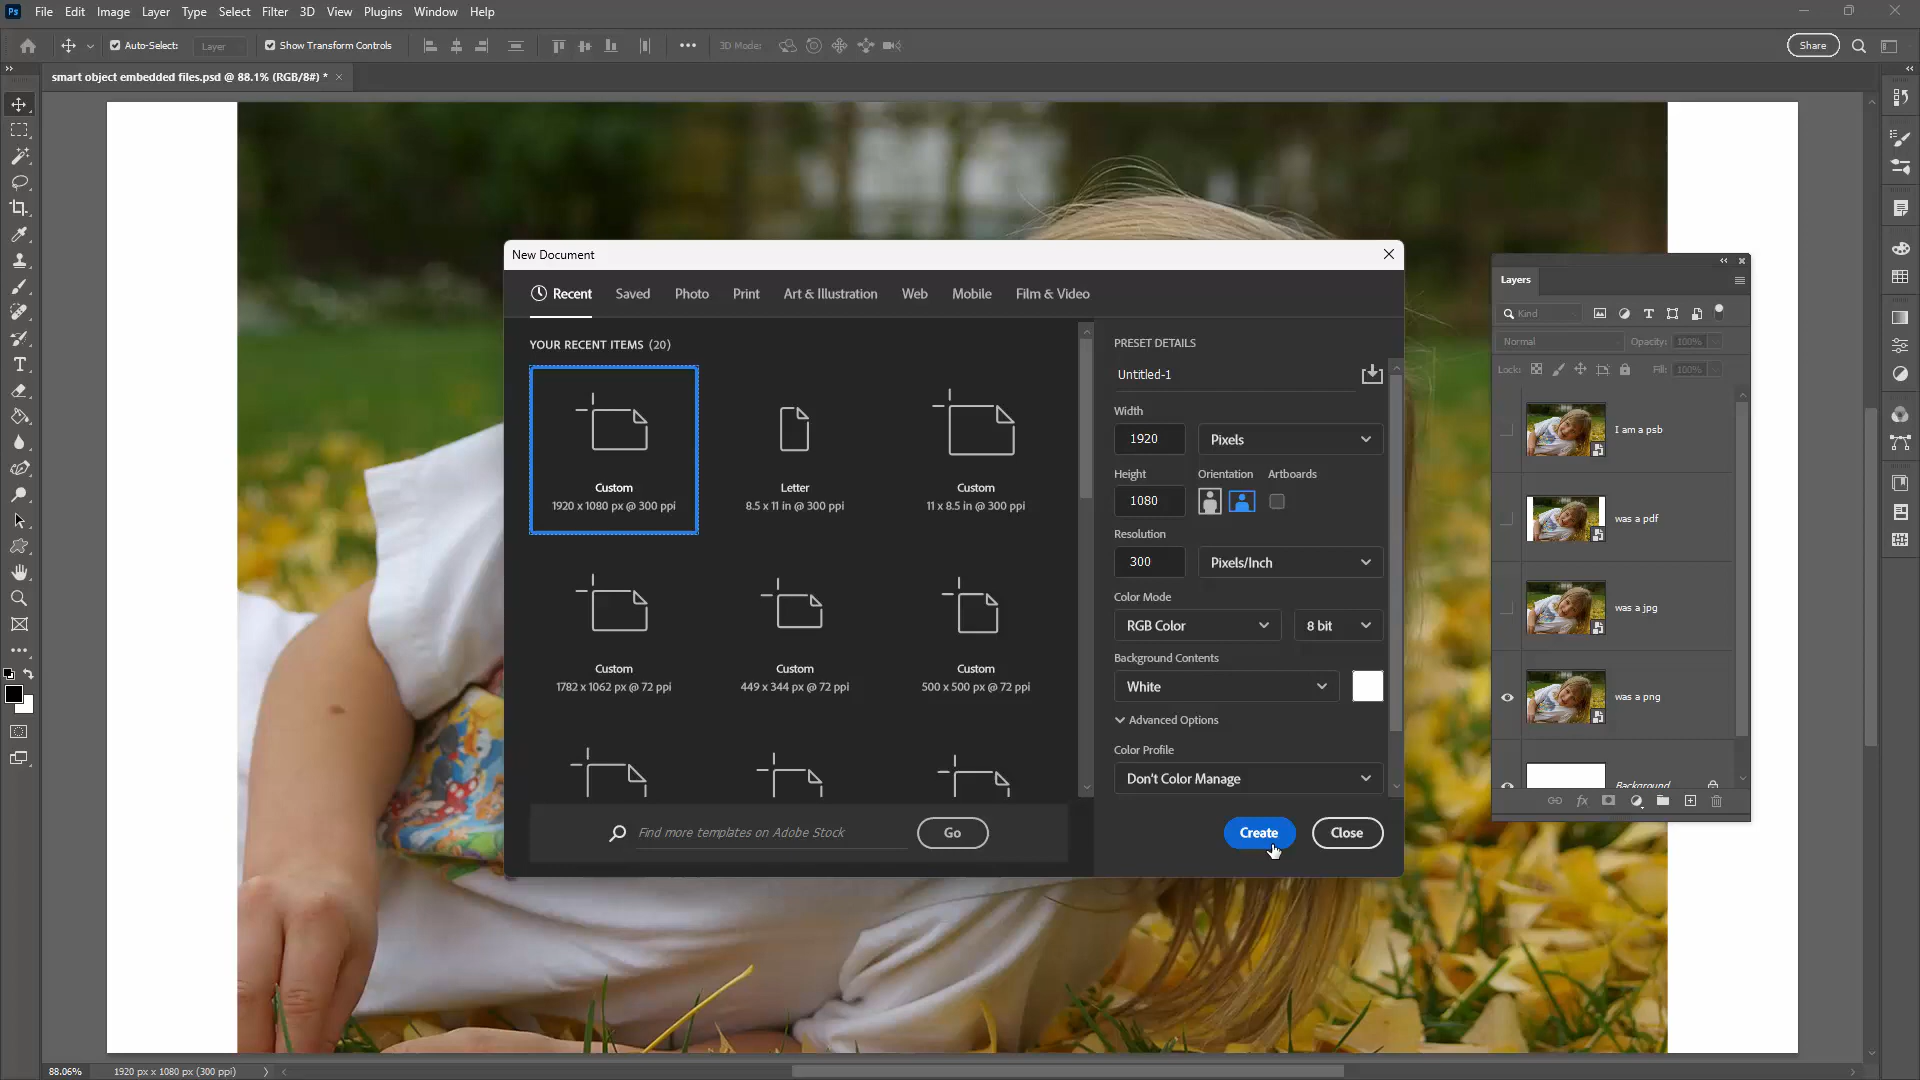 Ps File Edit Image Layer Type Select Filter 3D View Plugins Window Help
Auto-Select: Layer Show Transform Controls 3D Mode: Share
smart object embedded files.psd @ 88.1% (RGB/8#) *
New Document
Recent Saved Photo Print Art & Illustration Web Mobile Film & Video
YOUR RECENT ITEMS (20)
Custom
1920 x 1080 px @ 300 ppi
Letter
8.5 x 11 in @ 300 ppi
Custom
11 x 8.5 in @ 300 ppi
Custom
1782 x 1062 px @ 72 ppi
Custom
449 x 344 px @ 72 ppi
Custom
500 x 500 px @ 72 ppi
Find more templates on Adobe Stock Go
PRESET DETAILS
Untitled-1
Width
1920 Pixels
Height Orientation Artboards
1080
Resolution
300 Pixels/Inch
Color Mode
RGB Color 8 bit
Background Contents
White
Advanced Options
Color Profile
Don't Color Manage
Create Close
Layers
Kind
Normal Opacity: 100%
Lock: Fill: 100%
I am a psb
was a pdf
was a jpg
was a png
Background
88.06% 1920 px x 1080 px (300 ppi)